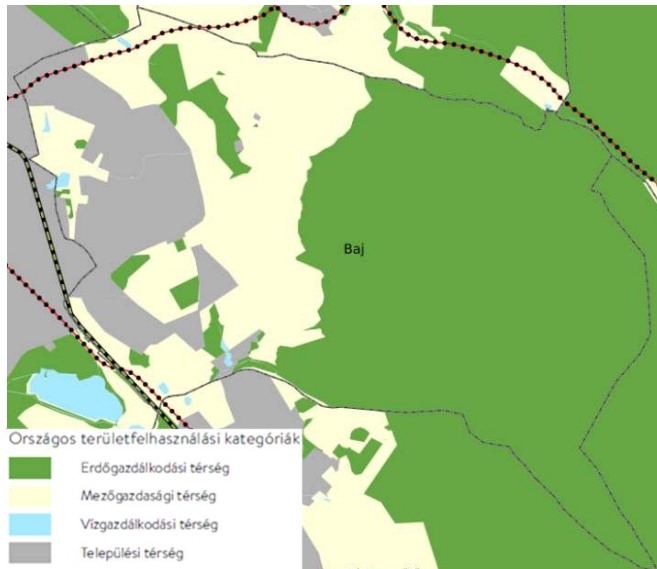 Baj
Országos területfelhasználási kategóriák
Erdőgazdálkodási térség
Mezőgazdasági térség
Vízgazdálkodási térség
Települési térség